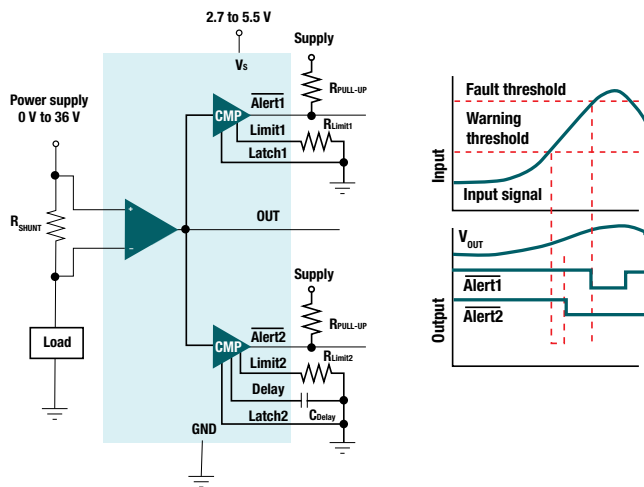 2.7 to 5.5 V
Vs
Supply
RPULL-UP
Alert1
CMP
Limit1
RLimit1
Latch1
Power supply
0 V to 36 V
RSHUNT
+
–
OUT
Load
Supply
RPULL-UP
Alert2
CMP
Limit2
RLimit2
Delay
CDelay
Latch2
GND
Input
Fault threshold
Warning
threshold
Input signal
Output
VOUT
Alert1
Alert2